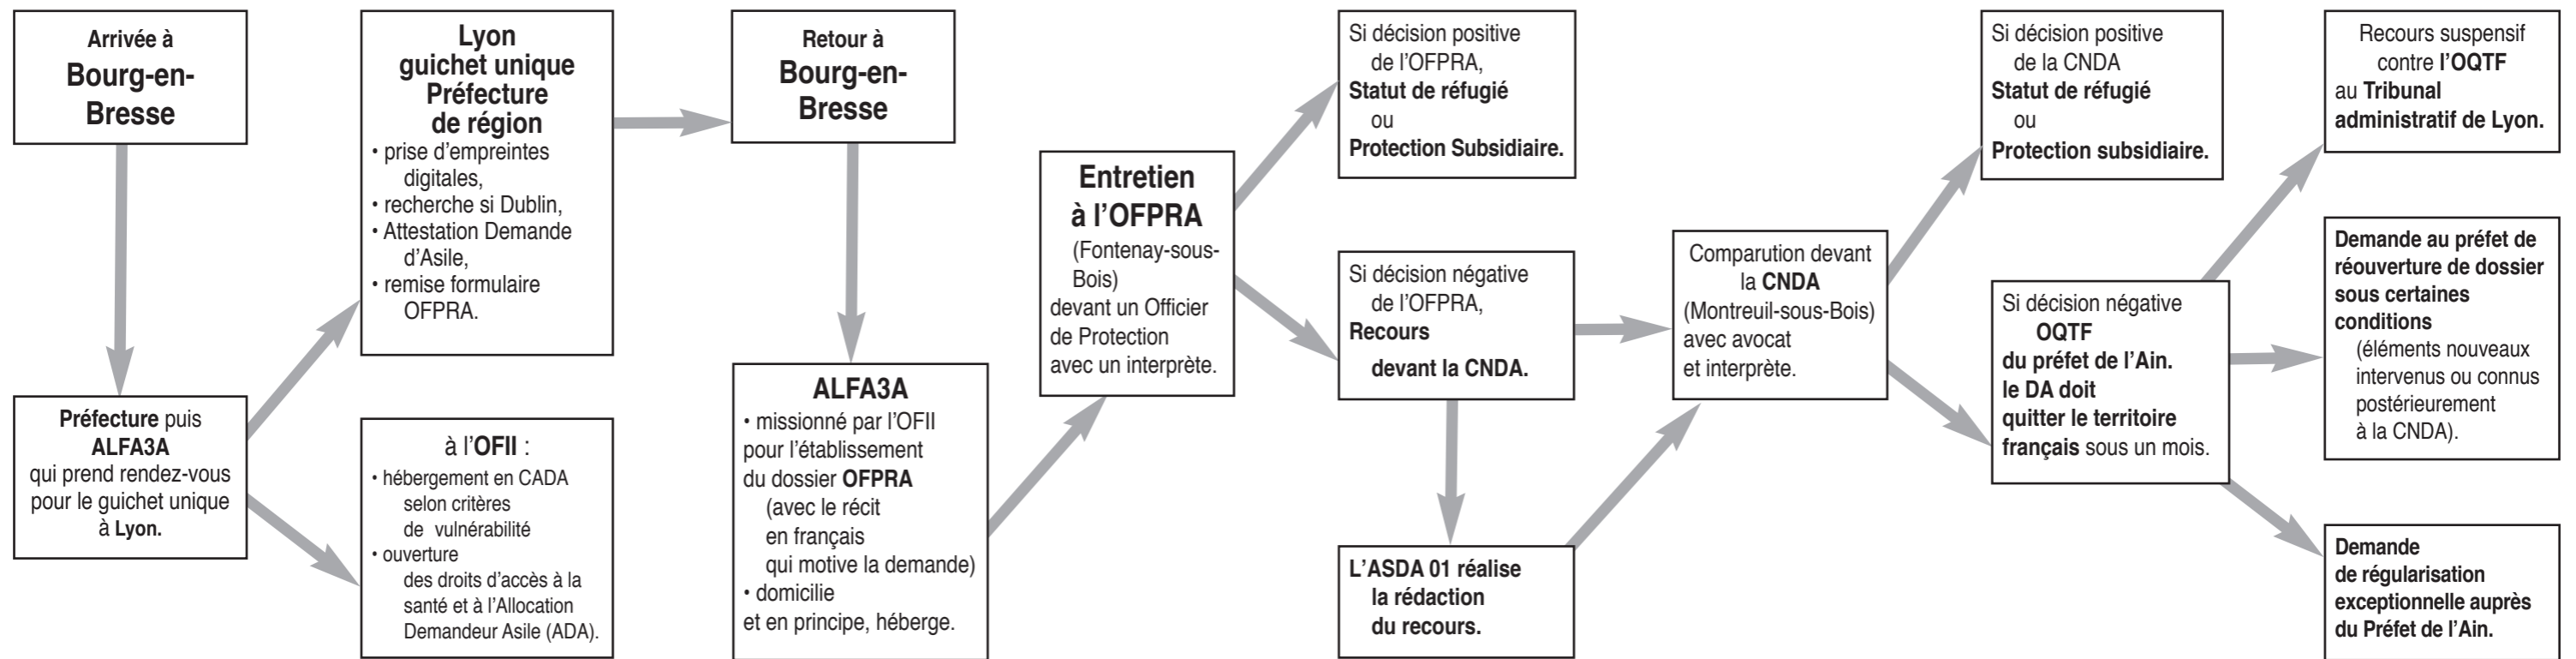 Arrivée à
Bourg-en-
Bresse
Préfecture puis
ALFA3A
qui prend rendez-vous
pour le guichet unique
à Lyon.
Lyon
guichet unique
Préfecture
de région
• prise d’empreintes
digitales,
• recherche si Dublin,
• Attestation Demande
d’Asile,
• remise formulaire
OFPRA.
à l’OFII :
• hébergement en CADA
selon critères
de vulnérabilité
• ouverture
des droits d’accès à la
santé et à l’Allocation
Demandeur Asile (ADA).
Retour à
Bourg-en-
Bresse
ALFA3A
• missionné par l’OFII
pour l’établissement
du dossier OFPRA
(avec le récit
en français
qui motive la demande)
• domicilie
et en principe, héberge.
Entretien
à l’OFPRA
(Fontenay-sous-
Bois)
devant un Officier
de Protection
avec un interprète.
Si décision positive
de l’OFPRA,
Statut de réfugié
ou
Protection Subsidiaire.
Si décision négative
de l’OFPRA,
Recours
devant la CNDA.
L’ASDA 01 réalise
la rédaction
du recours.
Comparution devant
la CNDA
(Montreuil-sous-Bois)
avec avocat
et interprète.
Si décision positive
de la CNDA
Statut de réfugié
ou
Protection subsidiaire.
Si décision négative
OQTF
du préfet de l’Ain.
le DA doit
quitter le territoire
français sous un mois.
Recours suspensif
contre l’OQTF
au Tribunal
administratif de Lyon.
Demande au préfet de
réouverture de dossier
sous certaines
conditions
(éléments nouveaux
intervenus ou connus
postérieurement
à la CNDA).
Demande
de régularisation
exceptionnelle auprès
du Préfet de l’Ain.